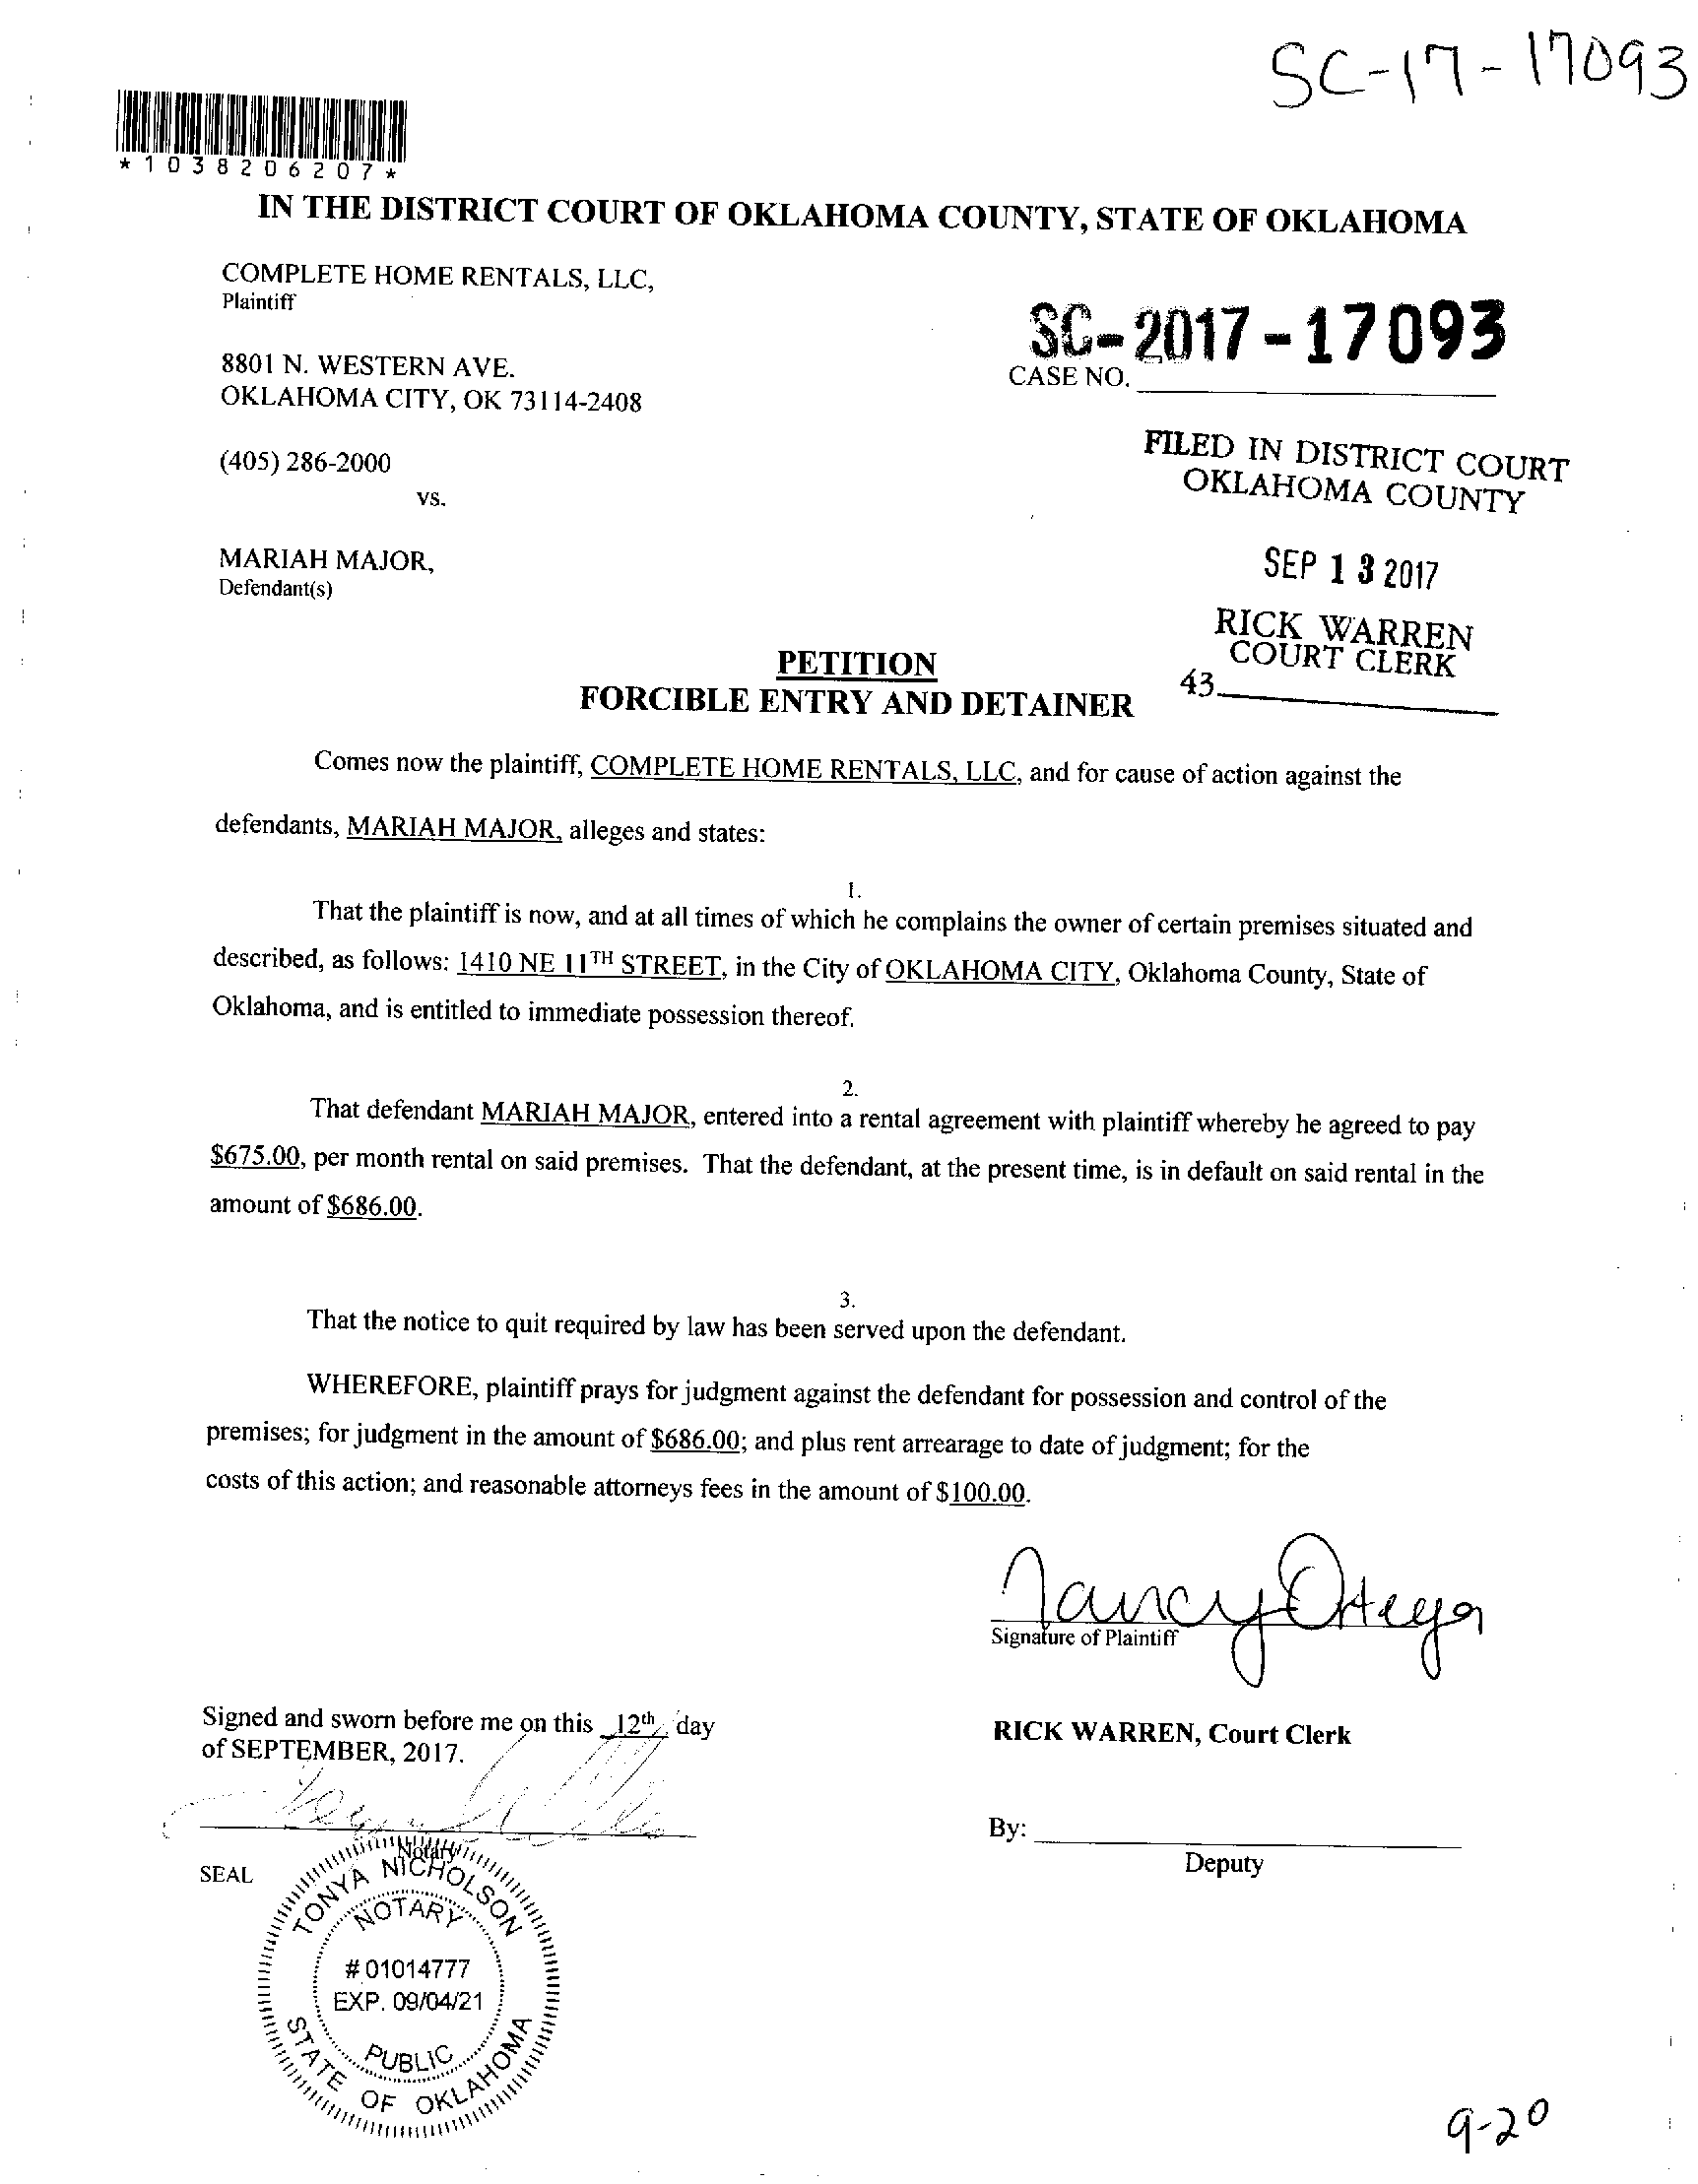 SC-17-17093
*1038206207*
IN THE DISTRICT COURT OF OKLAHOMA COUNTY, STATE OF OKLAHOMA
COMPLETE HOME RENTALS, LLC,
Plaintiff
8801 N. WESTERN AVE.
OKLAHOMA CITY, OK 73114-2408
(405) 286-2000
vs.
MARIAH MAJOR,
Defendant(s)
SC-2017-17093
CASE NO.
FILED IN DISTRICT COURT
OKLAHOMA COUNTY
SEP 13 2017
RICK WARREN
COURT CLERK
43
PETITION
FORCIBLE ENTRY AND DETAINER
Comes now the plaintiff, COMPLETE HOME RENTALS, LLC, and for cause of action against the
defendants, MARIAH MAJOR, alleges and states:
1.
That the plaintiff is now, and at all times of which he complains the owner of certain premises situated and
described, as follows: 1410 NE 11TH STREET, in the City of OKLAHOMA CITY, Oklahoma County, State of
Oklahoma, and is entitled to immediate possession thereof.
2.
That defendant MARIAH MAJOR, entered into a rental agreement with plaintiff whereby he agreed to pay
$675.00, per month rental on said premises. That the defendant, at the present time, is in default on said rental in the
amount of $686.00.
3.
That the notice to quit required by law has been served upon the defendant.
WHEREFORE, plaintiff prays for judgment against the defendant for possession and control of the
premises; for judgment in the amount of $686.00; and plus rent arrearage to date of judgment; for the
costs of this action; and reasonable attorneys fees in the amount of $100.00.
Nancy Ortega
Signature of Plaintiff
Signed and sworn before me on this 12th day
of SEPTEMBER, 2017.
RICK WARREN, Court Clerk
By:
Deputy
Notary
SEAL
TONYA NICHOLSON
NOTARY
# 01014777
EXP. 09/04/21
PUBLIC
STATE OF OKLAHOMA
9-20